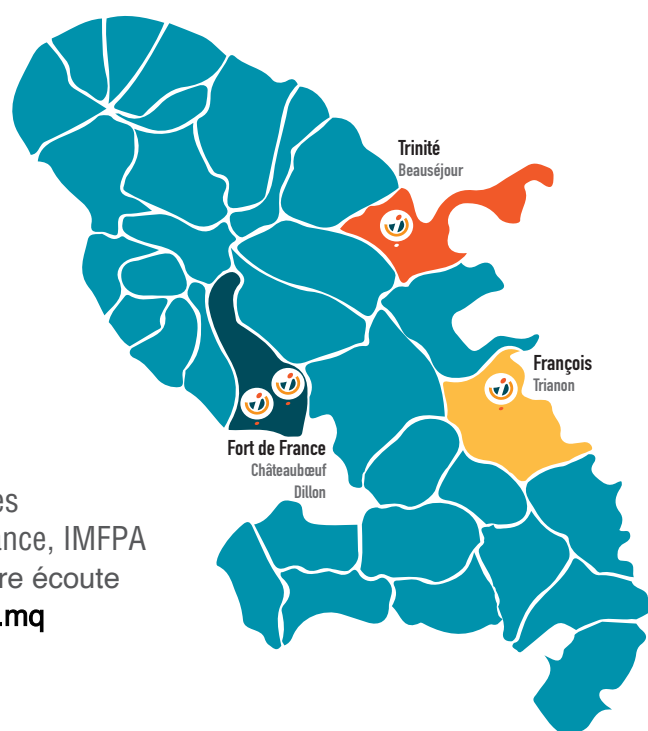 Trinité
Beauséjour
François
Trianon
Fort de France
Châteaubœuf
Dillon
es
ance, IMFPA
re écoute
.mq